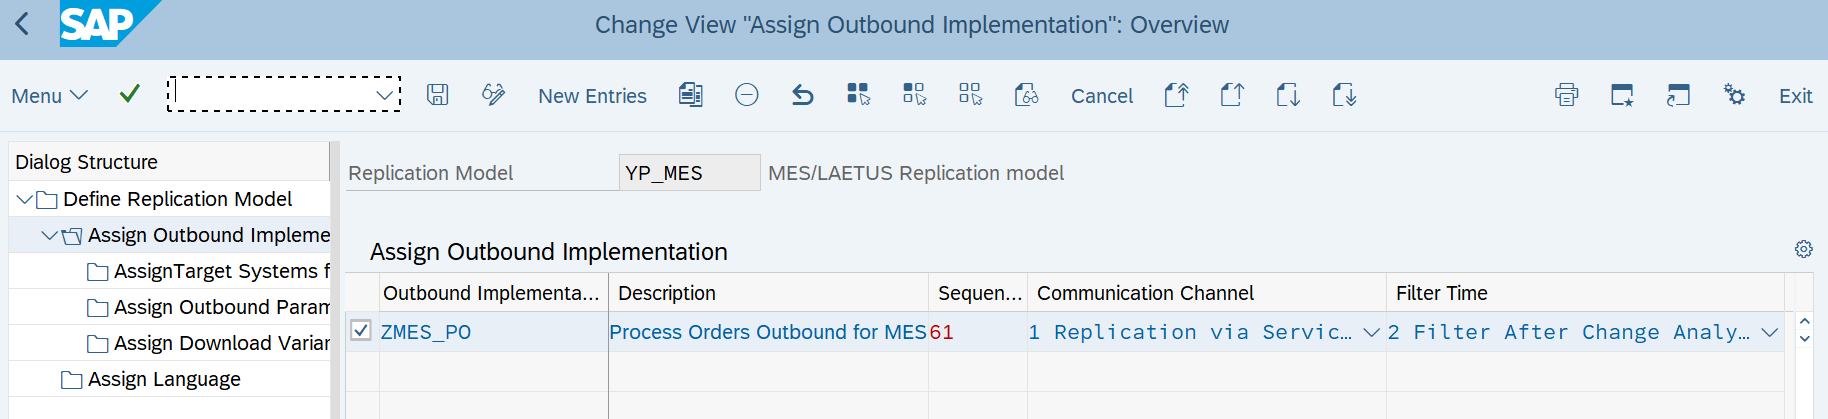 SAP
Change View "Assign Outbound Implementation": Overview
Menu
New Entries
Cancel
Exit
Dialog Structure
Define Replication Model
Assign Outbound Impleme
AssignTarget Systems f
Assign Outbound Param
Assign Download Variar
Assign Language
Replication Model YP_MES MES/LAETUS Replication model
Assign Outbound Implementation
Outbound Implementa... Description Sequen... Communication Channel Filter Time
ZMES_PO Process Orders Outbound for MES 61 1 Replication via Servic... 2 Filter After Change Analy...